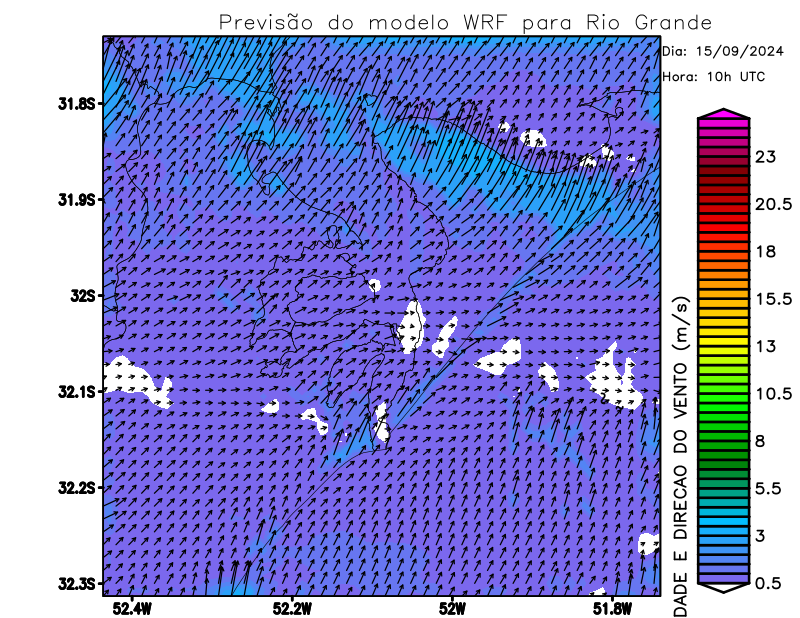 Previsão do modelo WRF para Rio Grande
Dia: 15/09/2024
Hora: 10h UTC
31.8S
31.9S
32S
32.1S
32.2S
32.3S
52.4W
52.2W
52W
51.8W
23
20.5
18
15.5
13
10.5
8
5.5
3
0.5
DADE E DIRECAO DO VENTO (m/s)